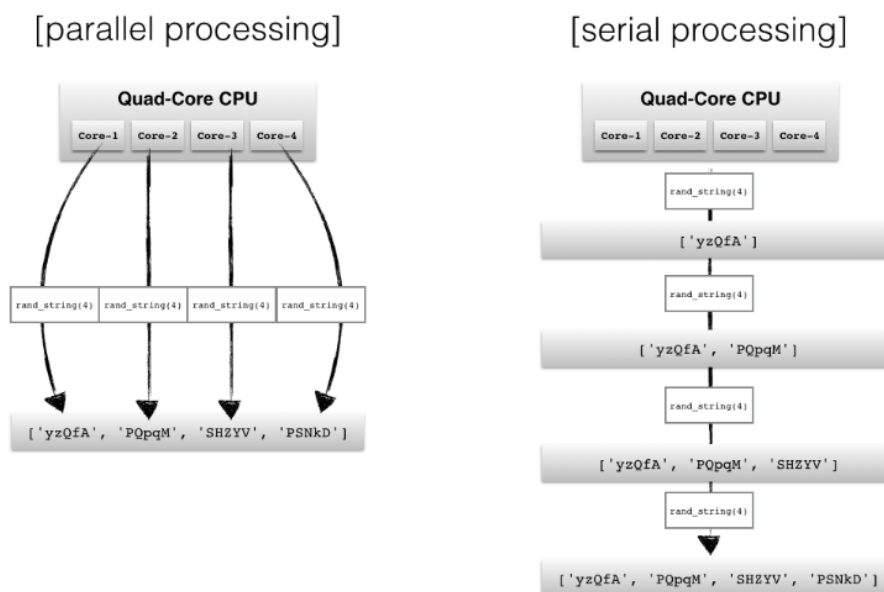 [parallel processing]
Quad-Core CPU
Core-1 Core-2 Core-3 Core-4
rand_string(4) rand_string(4) rand_string(4) rand_string(4)
['yzQfA', 'PQpqM', 'SHZYV', 'PSNkD']
[serial processing]
Quad-Core CPU
Core-1 Core-2 Core-3 Core-4
rand_string(4)
['yzQfA']
rand_string(4)
['yzQfA', 'PQpqM']
rand_string(4)
['yzQfA', 'PQpqM', 'SHZYV']
rand_string(4)
['yzQfA', 'PQpqM', 'SHZYV', 'PSNkD']